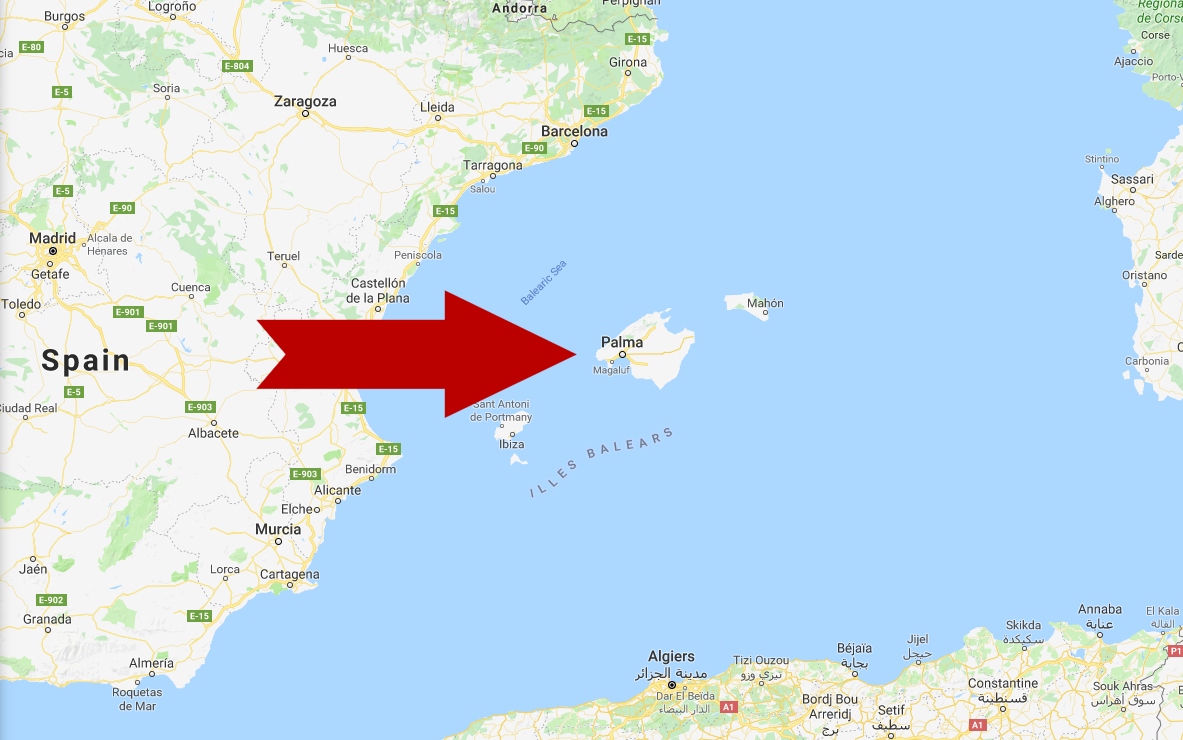 Andorra
Perpignan
Logroño
Burgos
E-80
E-15
Huesca
E-804
Girona
Soria
E-5
Zaragoza
Lleida
E-15
Barcelona
E-90
Tarragona
Salou
E-5
E-90
E-15
Madrid
Alcalá de
Henares
Getafe
Teruel
Peniscola
Cuenca
Castellón
de la Plana
Balearic Sea
Toledo
E-901
E-901
Mahón
Palma
Magaluf
Spain
E-5
Ciudad Real
E-903
Albacete
E-15
Sant Antoni
de Portmany
Ibiza
ILLES BALEARS
E-15
Benidorm
E-903
Alicante
Elche
Murcia
Jaén
Lorca
Cartagena
E-902
Granada
E-15
Almería
Roquetas
de Mar
Corse
Ajaccio
Porto-V
Stintino
Sassari
Alghero
Sarde
Oristano
Carbonia
Algiers
مدينة الجزائر
Dar El Beïda
الدار البيضاء
A1
Tizi Ouzou
تيزي وزو
Béjaïa
بجاية
Jijel
جيجل
Skikda
سكيكدة
Annaba
عنابة
El Kala
القالة
P1
Bordj Bou
Arreridj
برج
Setif
سطيف
Constantine
قسنطينة
A1
Souk Ahras
سوق أهراس